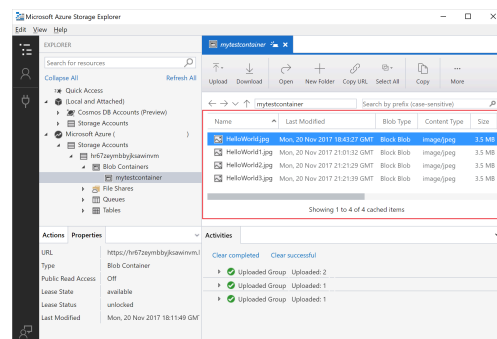 Microsoft Azure Storage Explorer
Edit View Help
EXPLORER
Search for resources
Collapse All Refresh All
Quick Access
(Local and Attached)
Cosmos DB Accounts (Preview)
Storage Accounts
Microsoft Azure ( )
Storage Accounts
hr67zeymbbyjksawinvm
Blob Containers
mytestcontainer
File Shares
Queues
Tables
Actions Properties
URL https://hr67zeymbbyjksawinvm.l
Type Blob Container
Public Read Access Off
Lease State available
Lease Status unlocked
Last Modified Mon, 20 Nov 2017 18:11:49 GMT
mytestcontainer
Upload Download Open New Folder Copy URL Select All Copy More
mytestcontainer Search by prefix (case-sensitive)
Name Last Modified Blob Type Content Type Size
HelloWorld.jpg Mon, 20 Nov 2017 18:43:27 GMT Block Blob image/jpeg 3.5 MB
HelloWorld1.jpg Mon, 20 Nov 2017 21:01:32 GMT Block Blob image/jpeg 3.5 MB
HelloWorld2.jpg Mon, 20 Nov 2017 21:21:29 GMT Block Blob image/jpeg 3.5 MB
HelloWorld3.jpg Mon, 20 Nov 2017 21:21:39 GMT Block Blob image/jpeg 3.5 MB
Showing 1 to 4 of 4 cached items
Activities
Clear completed Clear successful
Uploaded Group Uploaded: 2
Uploaded Group Uploaded: 1
Uploaded Group Uploaded: 1